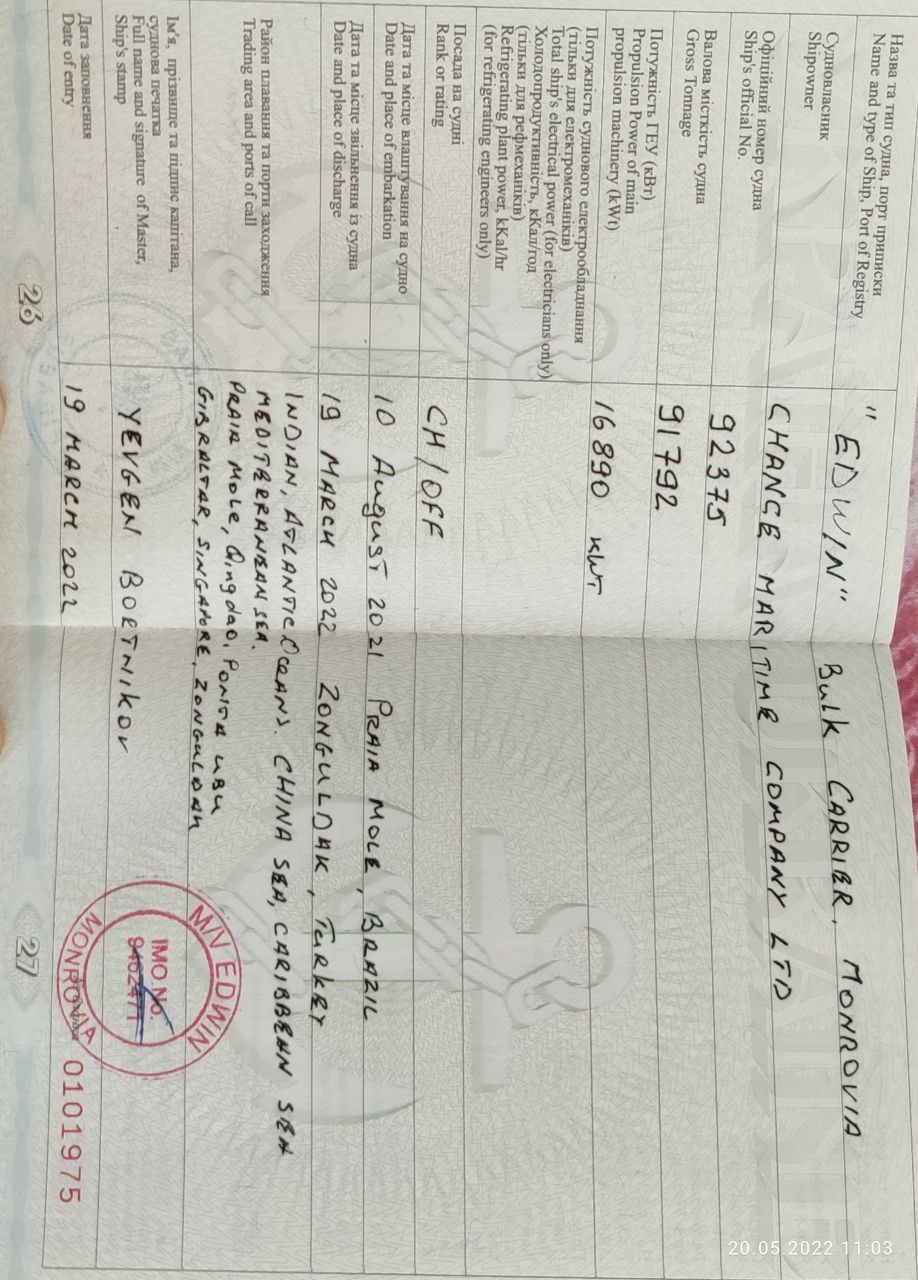 Назва та тип судна, порт приписки
Name and type of Ship, Port of Registry
"EDWIN" Bulk CARRIER, MONROVIA
Судновласник
Shipowner
CHANGE MARITIME COMPANY LTD
Офіційний номер судна
Ship's official No.
92375
Валова місткість судна
Gross Tonnage
91792
Потужність ГЕУ (кВт)
Propulsion Power of main
propulsion machinery (kWt)
16890 kWT
Потужність суднового електрообладнання
(тільки для електромеханіків)
Total ship's electrical power (for electricians only)
Холодопродуктивність, кКал/год
(тільки для рефмеханіків)
Refrigerating plant power, kKal/hr
(for refrigerating engineers only)
Посада на судні
Rank or rating
CH/OFF
Дата та місце влаштування на судно
Date and place of embarkation
10 August 2021 PRAIA MOLE, BRAZIL
Дата та місце звільнення із судна
Date and place of discharge
19 MARCH 2022 ZONGULDAK, TurKEY
Район плавання та порти заходження
Trading area and ports of call
INDIAN, ATLANTIC Oceans. CHINA SEA, CARIBBEAN SEA
MEDITERRANEAN SEA.
PRAIA MOLE, Qingdao, PONTA UBU
GIBRALTAR, SINGAPORE, ZONGULDAK
Ім'я, прізвище та підпис капітана,
суднова печатка
Full name and signature of Master,
Ship's stamp
YEVGEN BORTNIKOV
M/V EDWIN
IMO.No.
9462471
MONROVIA
Дата заповнення
Date of entry
19 MARCH 2022
0101975
26
27
20.05.2022 11:03